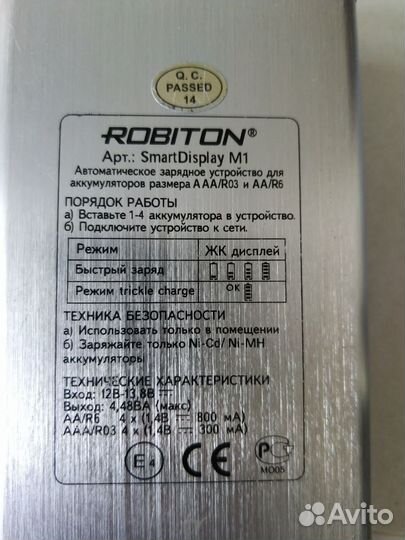 Q.C.
PASSED
14
ROBITON®
Арт.: SmartDisplay M1
Автоматическое зарядное устройство для
аккумуляторов размера AAA/R03 и AA/R6
ПОРЯДОК РАБОТЫ
а) Вставьте 1-4 аккумулятора в устройство.
б) Подключите устройство к сети.
Режим ЖК дисплей
Быстрый заряд
Режим trickle charge OK
ТЕХНИКА БЕЗОПАСНОСТИ
а) Использовать только в помещении
б) Заряжайте только Ni-Cd/ Ni-MH
аккумуляторы
ТЕХНИЧЕСКИЕ ХАРАКТЕРИСТИКИ
Вход: 12В-13,8В
Выход: 4,48ВА (макс)
AA/R6 4 x (1,4В 800 мА)
AAA/R03 4 x (1,4В 300 мА)
E4 CE РС
МО05
Avito